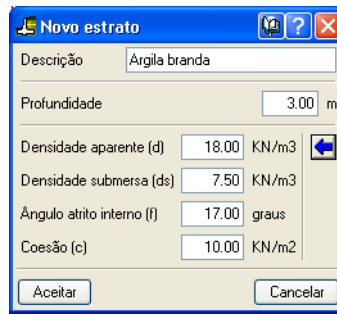 Novo estrato
Descrição Argila branda
Profundidade 3.00 m
Densidade aparente (d) 18.00 KN/m3
Densidade submersa (ds) 7.50 KN/m3
Ângulo atrito interno (f) 17.00 graus
Coesão (c) 10.00 KN/m2
Aceitar Cancelar